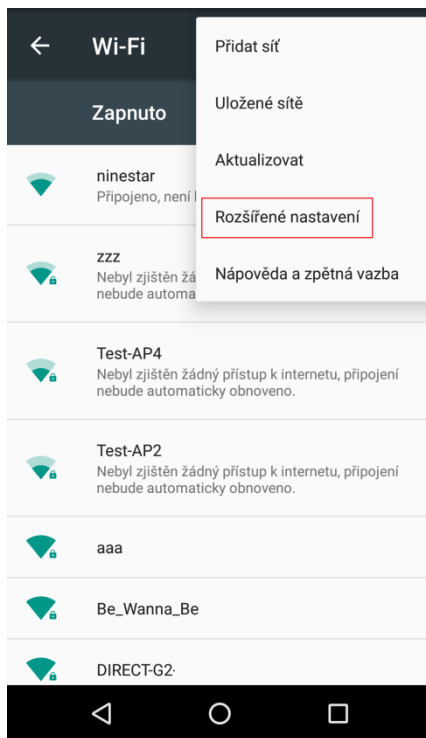 Wi-Fi
Přidat síť
Uložené sítě
Aktualizovat
Rozšířené nastavení
Nápověda a zpětná vazba
Zapnuto
ninestar
Připojeno, není
zzz
Nebyl zjištěn žá
nebude automa
Test-AP4
Nebyl zjištěn žádný přístup k internetu, připojení
nebude automaticky obnoveno.
Test-AP2
Nebyl zjištěn žádný přístup k internetu, připojení
nebude automaticky obnoveno.
aaa
Be_Wanna_Be
DIRECT-G2-